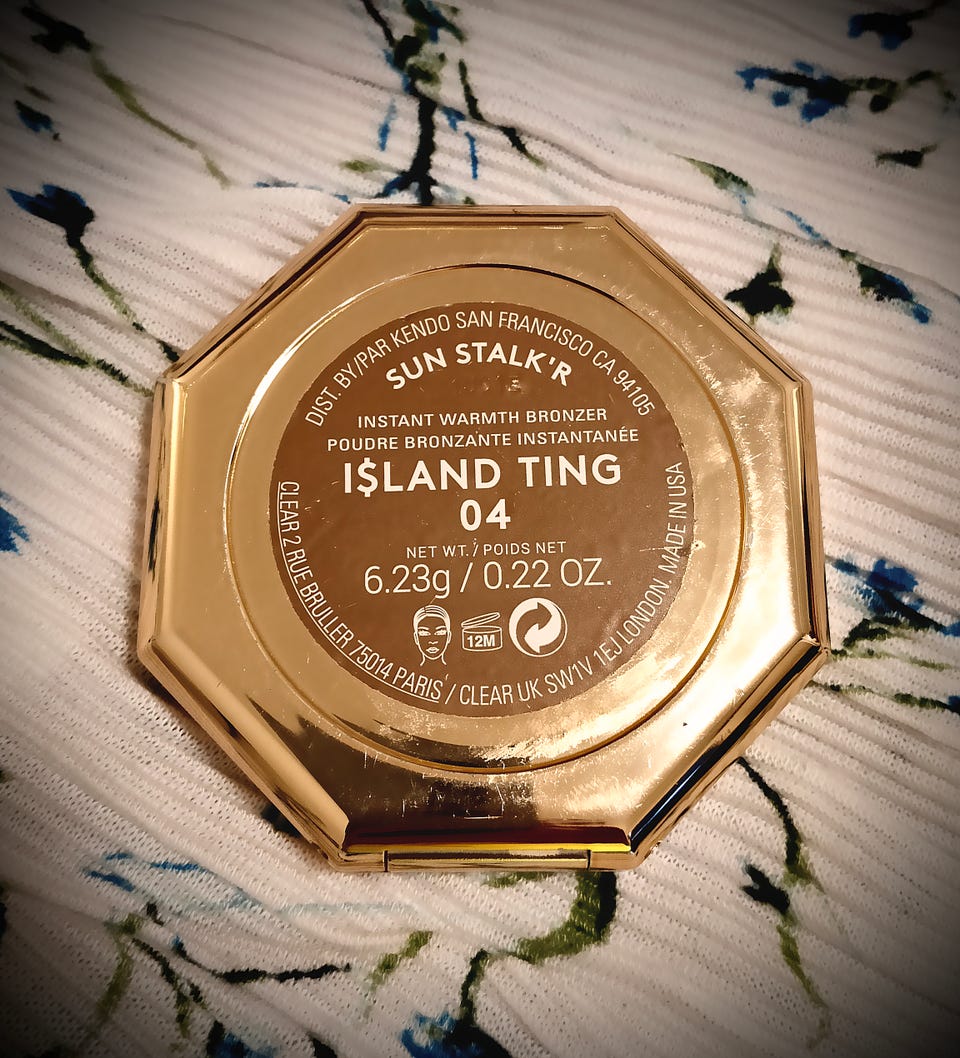 DIST. BY/PAR KENDO SAN FRANCISCO CA 94105
SUN STALK'R
INSTANT WARMTH BRONZER
POUDRE BRONZANTE INSTANTANÉE
I$LAND TING
04
NET WT. / POIDS NET
6.23g / 0.22 OZ.
12M
CLEAR 2 RUE BRULLER 75014 PARIS / CLEAR UK SW1V 1EJ LONDON. MADE IN USA